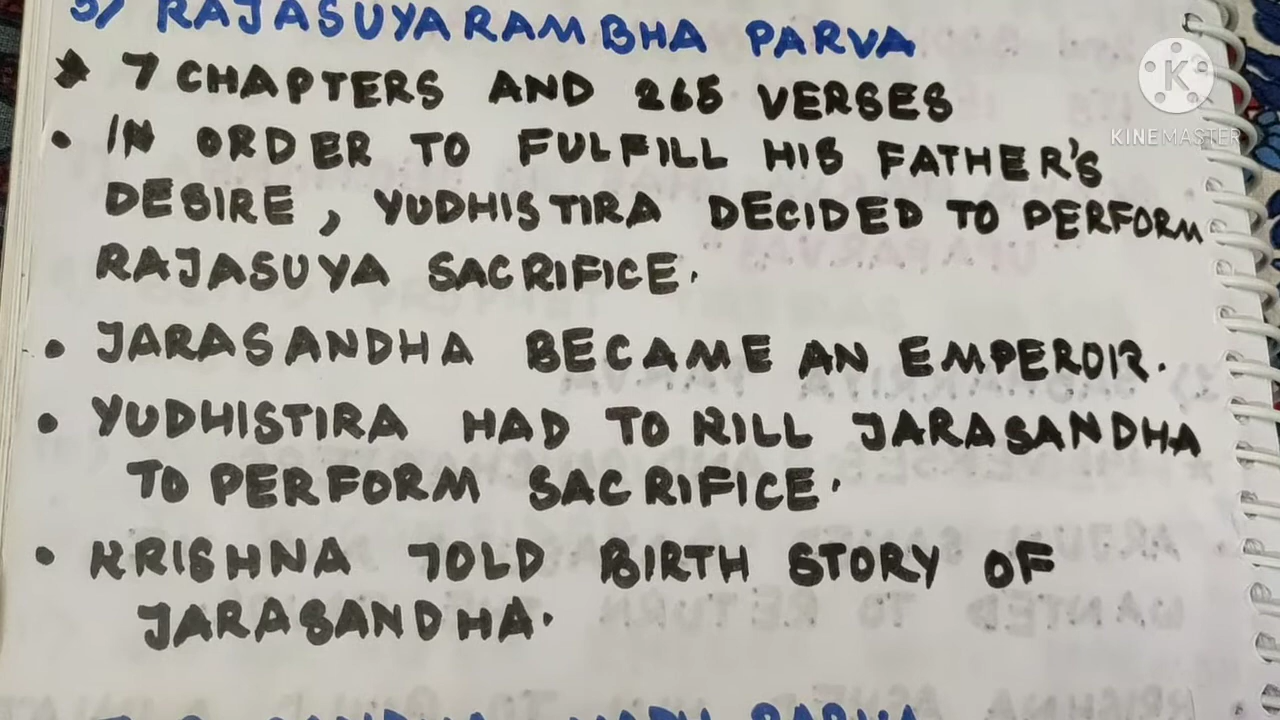 3) RAJASUYARAMBHA PARVA
7 CHAPTERS AND 265 VERSES
IN ORDER TO FULFILL HIS FATHER'S
DESIRE, YUDHISTIRA DECIDED TO PERFORM
RAJASUYA SACRIFICE.
JARASANDHA BECAME AN EMPEROR.
YUDHISTIRA HAD TO KILL JARASANDHA
TO PERFORM SACRIFICE.
KRISHNA TOLD BIRTH STORY OF
JARASANDHA.
PARVA
K
KINEMASTER